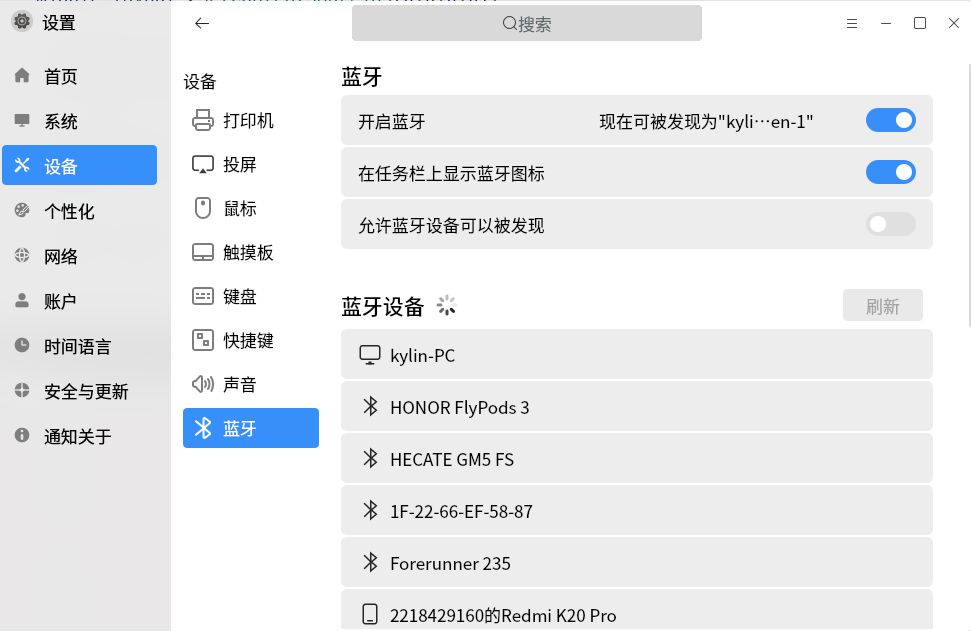 设置
搜索
首页
系统
设备
个性化
网络
账户
时间语言
安全与更新
通知关于
设备
打印机
投屏
鼠标
触摸板
键盘
快捷键
声音
蓝牙
蓝牙
开启蓝牙 现在可被发现为"kyli…en-1"
在任务栏上显示蓝牙图标
允许蓝牙设备可以被发现
蓝牙设备 刷新
kylin-PC
HONOR FlyPods 3
HECATE GM5 FS
1F-22-66-EF-58-87
Forerunner 235
2218429160的Redmi K20 Pro